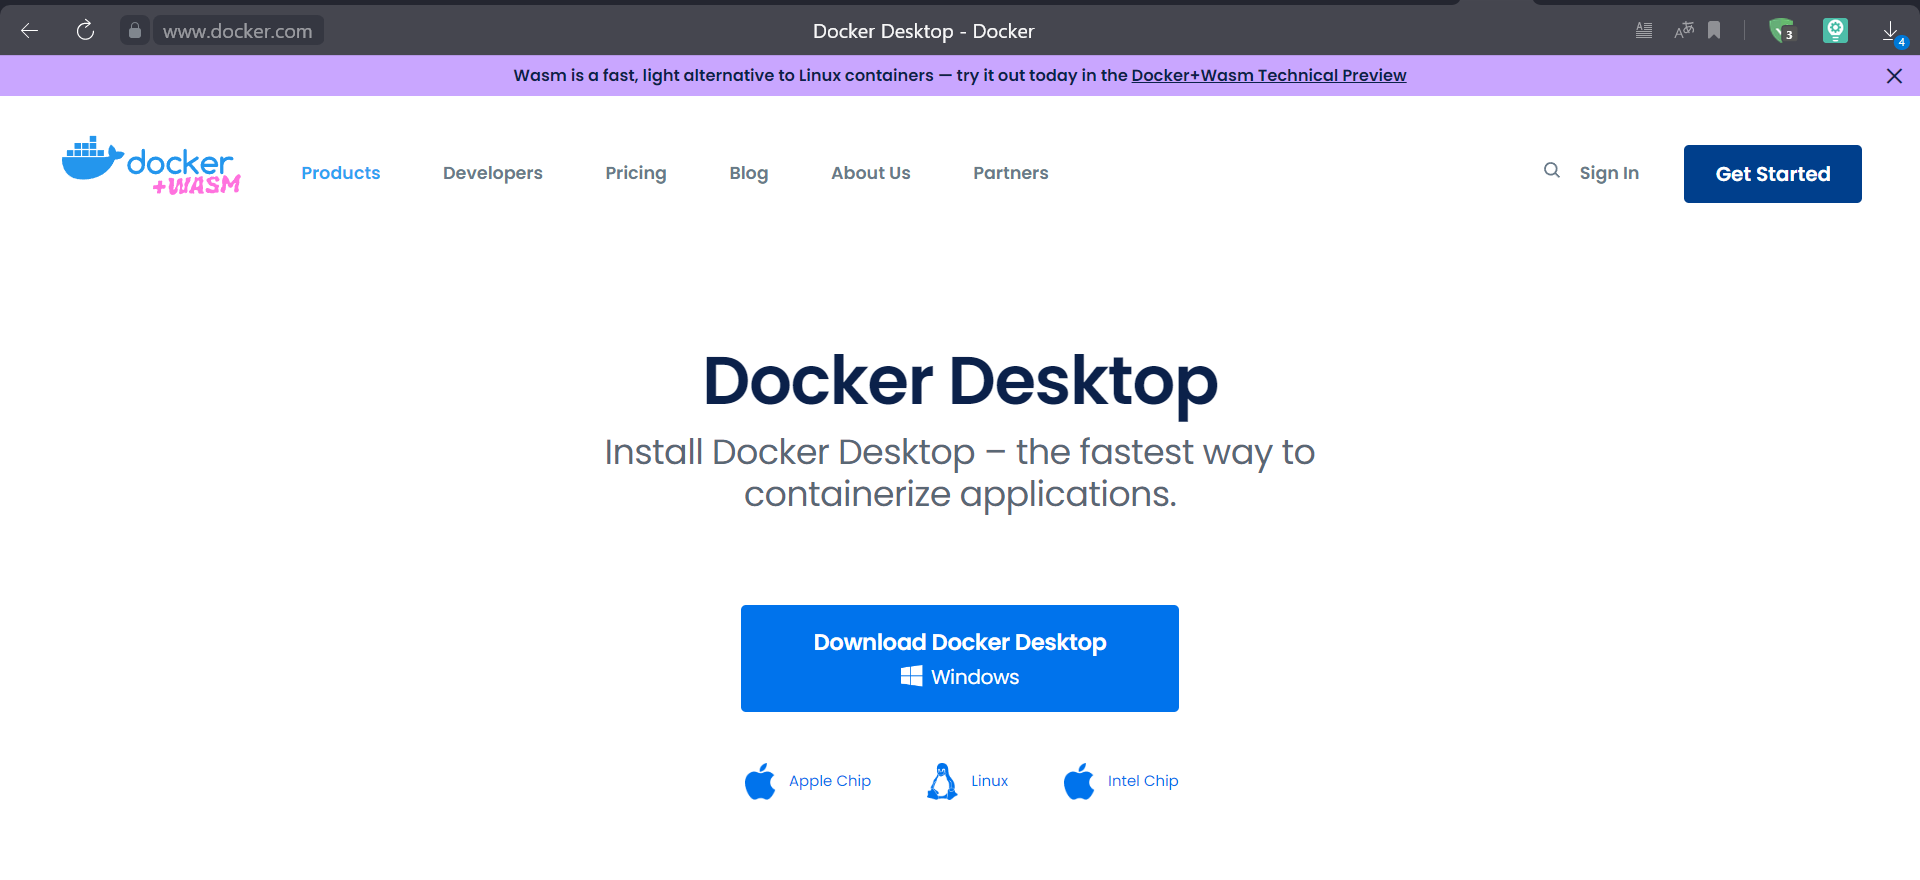 www.docker.com
Docker Desktop - Docker
3
4
Wasm is a fast, light alternative to Linux containers — try it out today in the Docker+Wasm Technical Preview
docker
+WASM
Products
Developers
Pricing
Blog
About Us
Partners
Sign In
Get Started
Docker Desktop
Install Docker Desktop – the fastest way to
containerize applications.
Download Docker Desktop
Windows
Apple Chip
Linux
Intel Chip